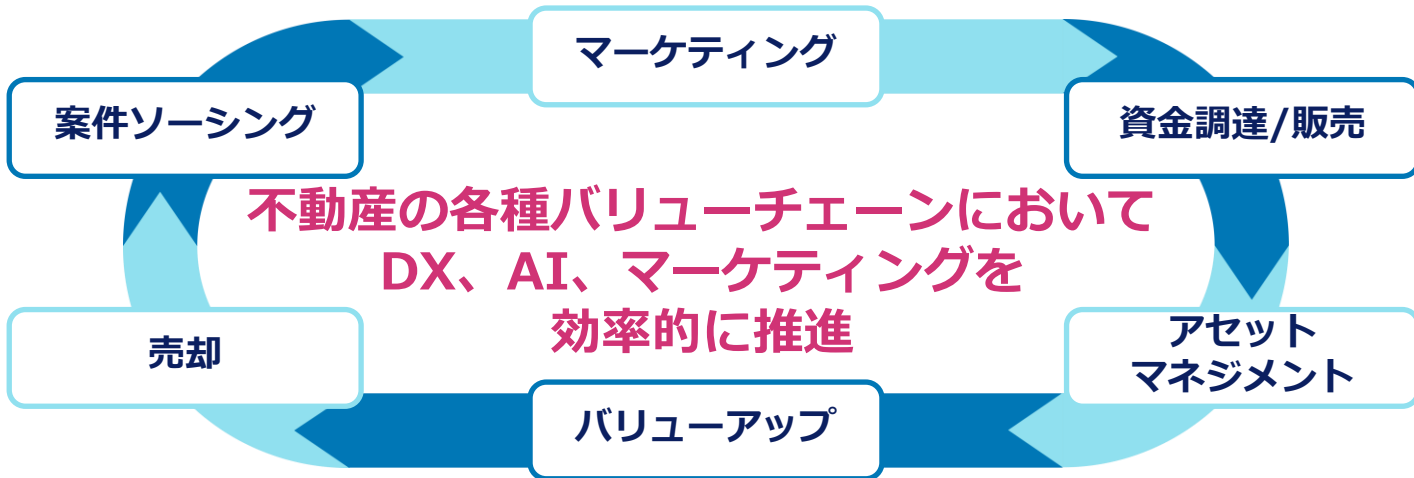 マーケティング
案件ソーシング
資金調達/販売
不動産の各種バリューチェーンにおいて
DX、AI、マーケティングを
効率的に推進
売却
アセット
マネジメント
バリューアップ